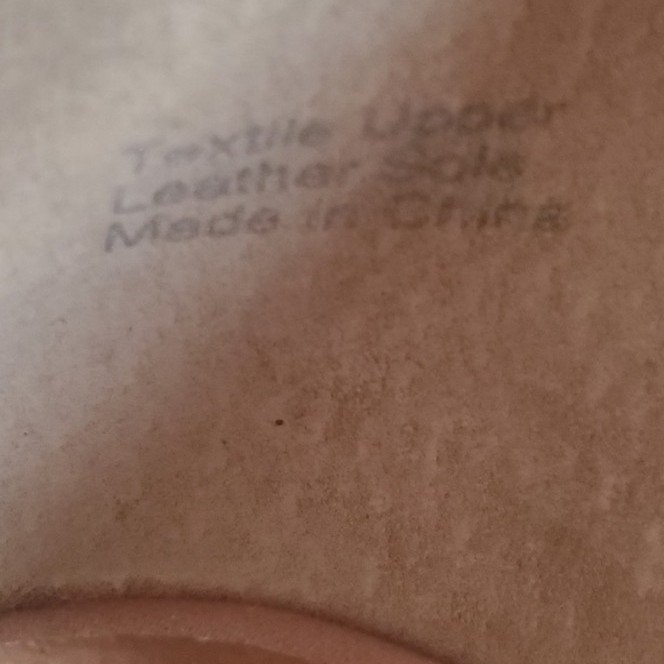 Textile Upper
Leather Sole
Made in China